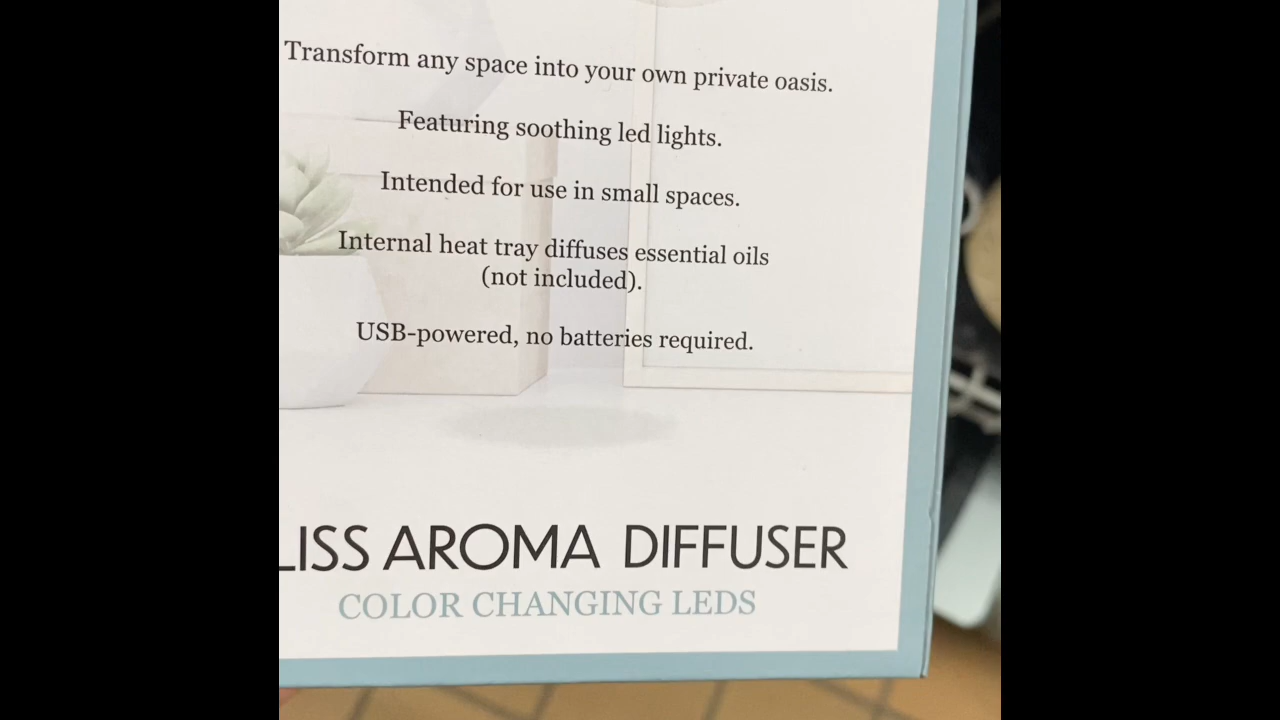 Transform any space into your own private oasis.
Featuring soothing led lights.
Intended for use in small spaces.
Internal heat tray diffuses essential oils
(not included).
USB-powered, no batteries required.
LISS AROMA DIFFUSER
COLOR CHANGING LEDS